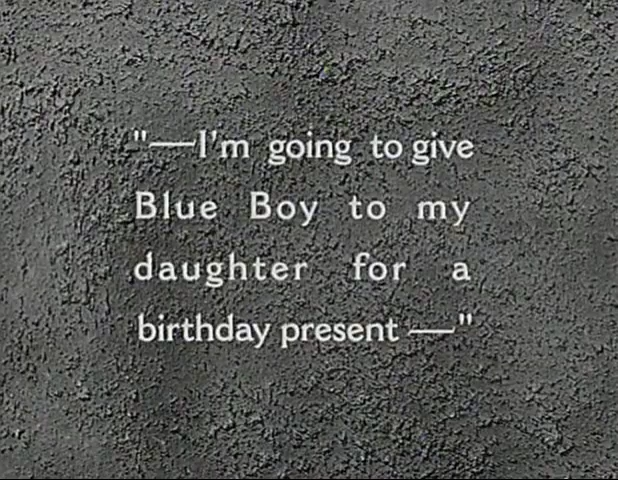 "—I'm going to give
Blue Boy to my
daughter for a
birthday present —"